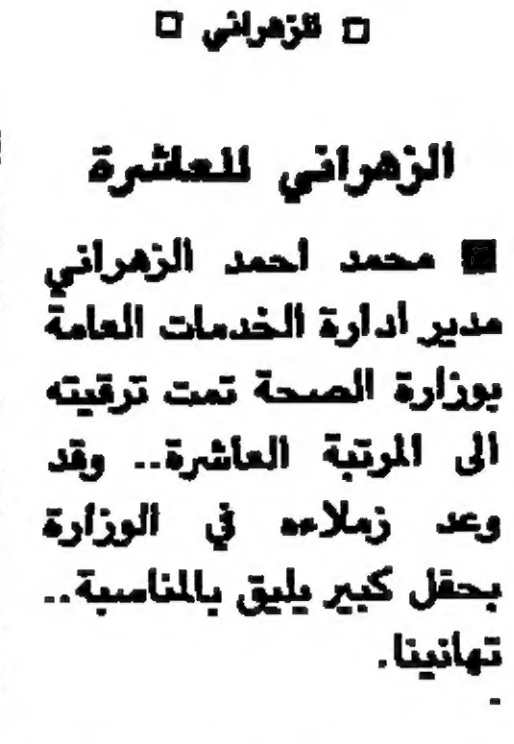 □ للزهراني □
الزهراني للعاشرة
■ محمد احمد الزهراني
مدير ادارة الخدمات العامة
بوزارة الصحة تمت ترقيته
الى المرتبة العاشرة.. وقد
وعد زملاءه في الوزارة
بحفل كبير يليق بالمناسبة..
تهانينا.